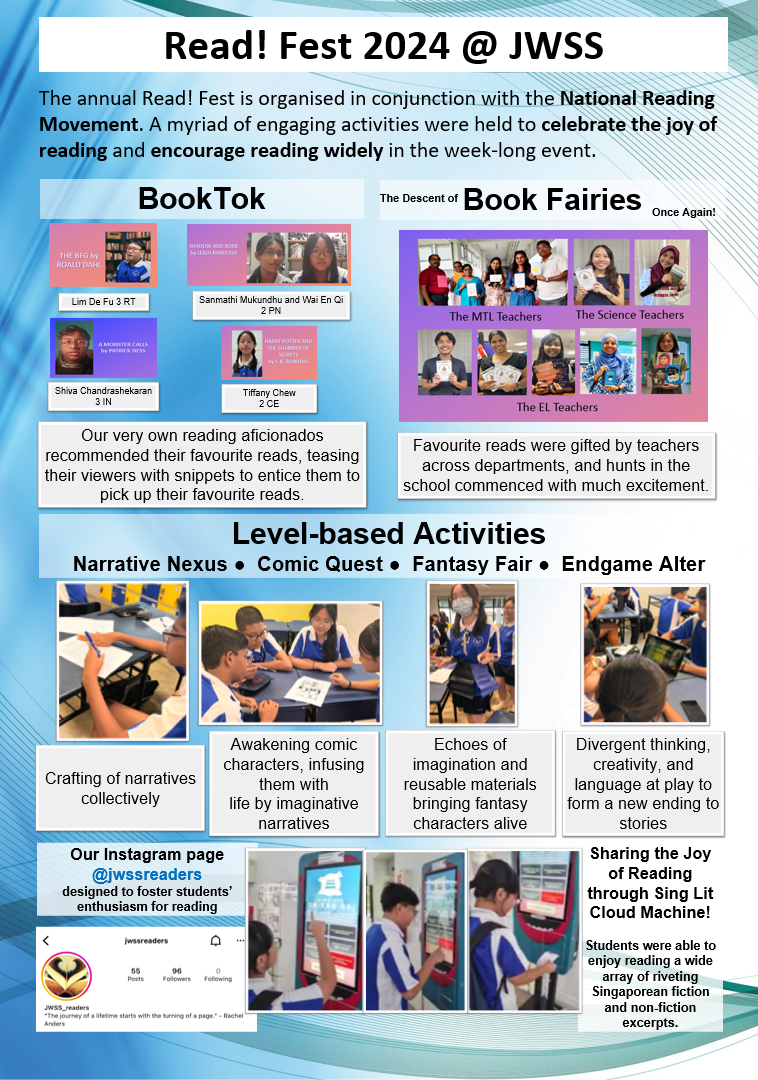 Read! Fest 2024 @ JWSS
The annual Read! Fest is organised in conjunction with the National Reading
Movement. A myriad of engaging activities were held to celebrate the joy of
reading and encourage reading widely in the week-long event.
BookTok
THE BFG by
ROALD DAHL
Lim De Fu 3 RT
SHADOW AND BONE
by LEIGH BARDUGO
Sanmathi Mukundhu and Wai En Qi
2 PN
A MONSTER CALLS
by PATRICK NESS
Shiva Chandrashekaran
3 IN
HARRY POTTER AND
THE CHAMBER OF
SECRETS
by J. K. ROWLING
Tiffany Chew
2 CE
Our very own reading aficionados
recommended their favourite reads, teasing
their viewers with snippets to entice them to
pick up their favourite reads.
The Descent of Book Fairies Once Again!
The MTL Teachers
The Science Teachers
The EL Teachers
Favourite reads were gifted by teachers
across departments, and hunts in the
school commenced with much excitement.
Level-based Activities
Narrative Nexus ● Comic Quest ● Fantasy Fair ● Endgame Alter
Crafting of narratives
collectively
Awakening comic
characters, infusing
them with
life by imaginative
narratives
Echoes of
imagination and
reusable materials
bringing fantasy
characters alive
Divergent thinking,
creativity, and
language at play to
form a new ending to
stories
Our Instagram page
@jwssreaders
designed to foster students'
enthusiasm for reading
jwssreaders
55 96 0
Posts Followers Following
JWSS_readers
"The journey of a lifetime starts with the turning of a page." - Rachel
Anders
Sharing the Joy
of Reading
through Sing Lit
Cloud Machine!
Students were able to
enjoy reading a wide
array of riveting
Singaporean fiction
and non-fiction
excerpts.